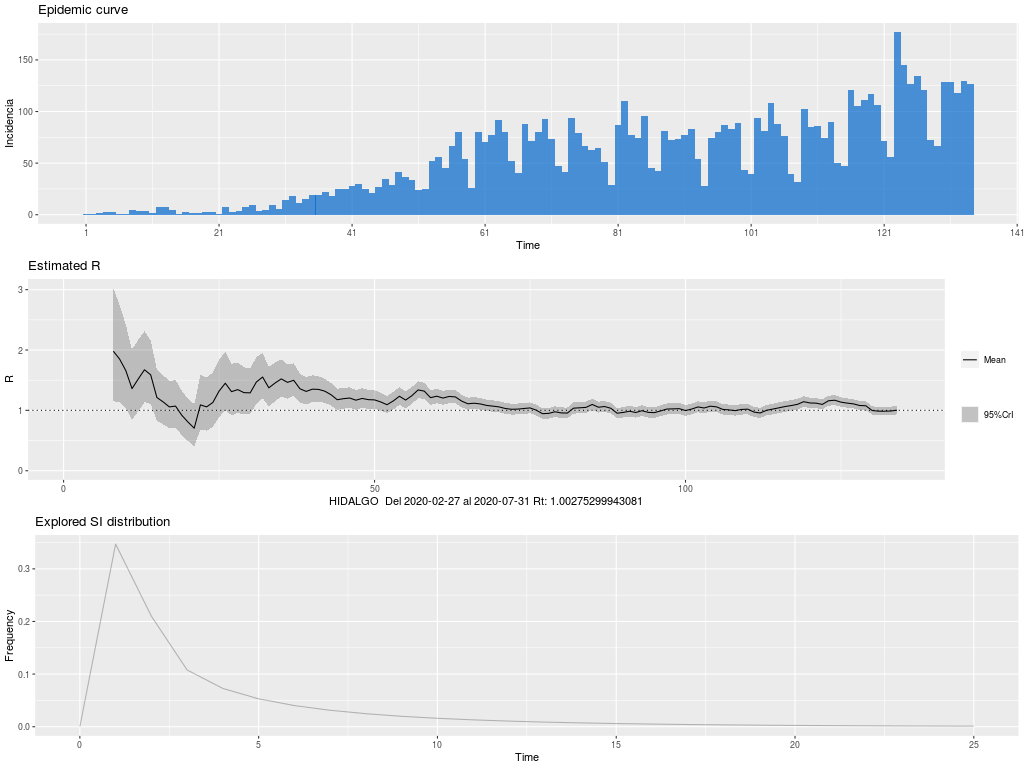 Epidemic curve
Incidencia
150
100
50
0
1 21 41 61 81 101 121 141
Time
Estimated R
R
3
2
1
0
0 50 100
HIDALGO Del 2020-02-27 al 2020-07-31 Rt: 1.00275299943081
Mean
95%CrI
Explored SI distribution
Frequency
0.3
0.2
0.1
0.0
0 5 10 15 20 25
Time